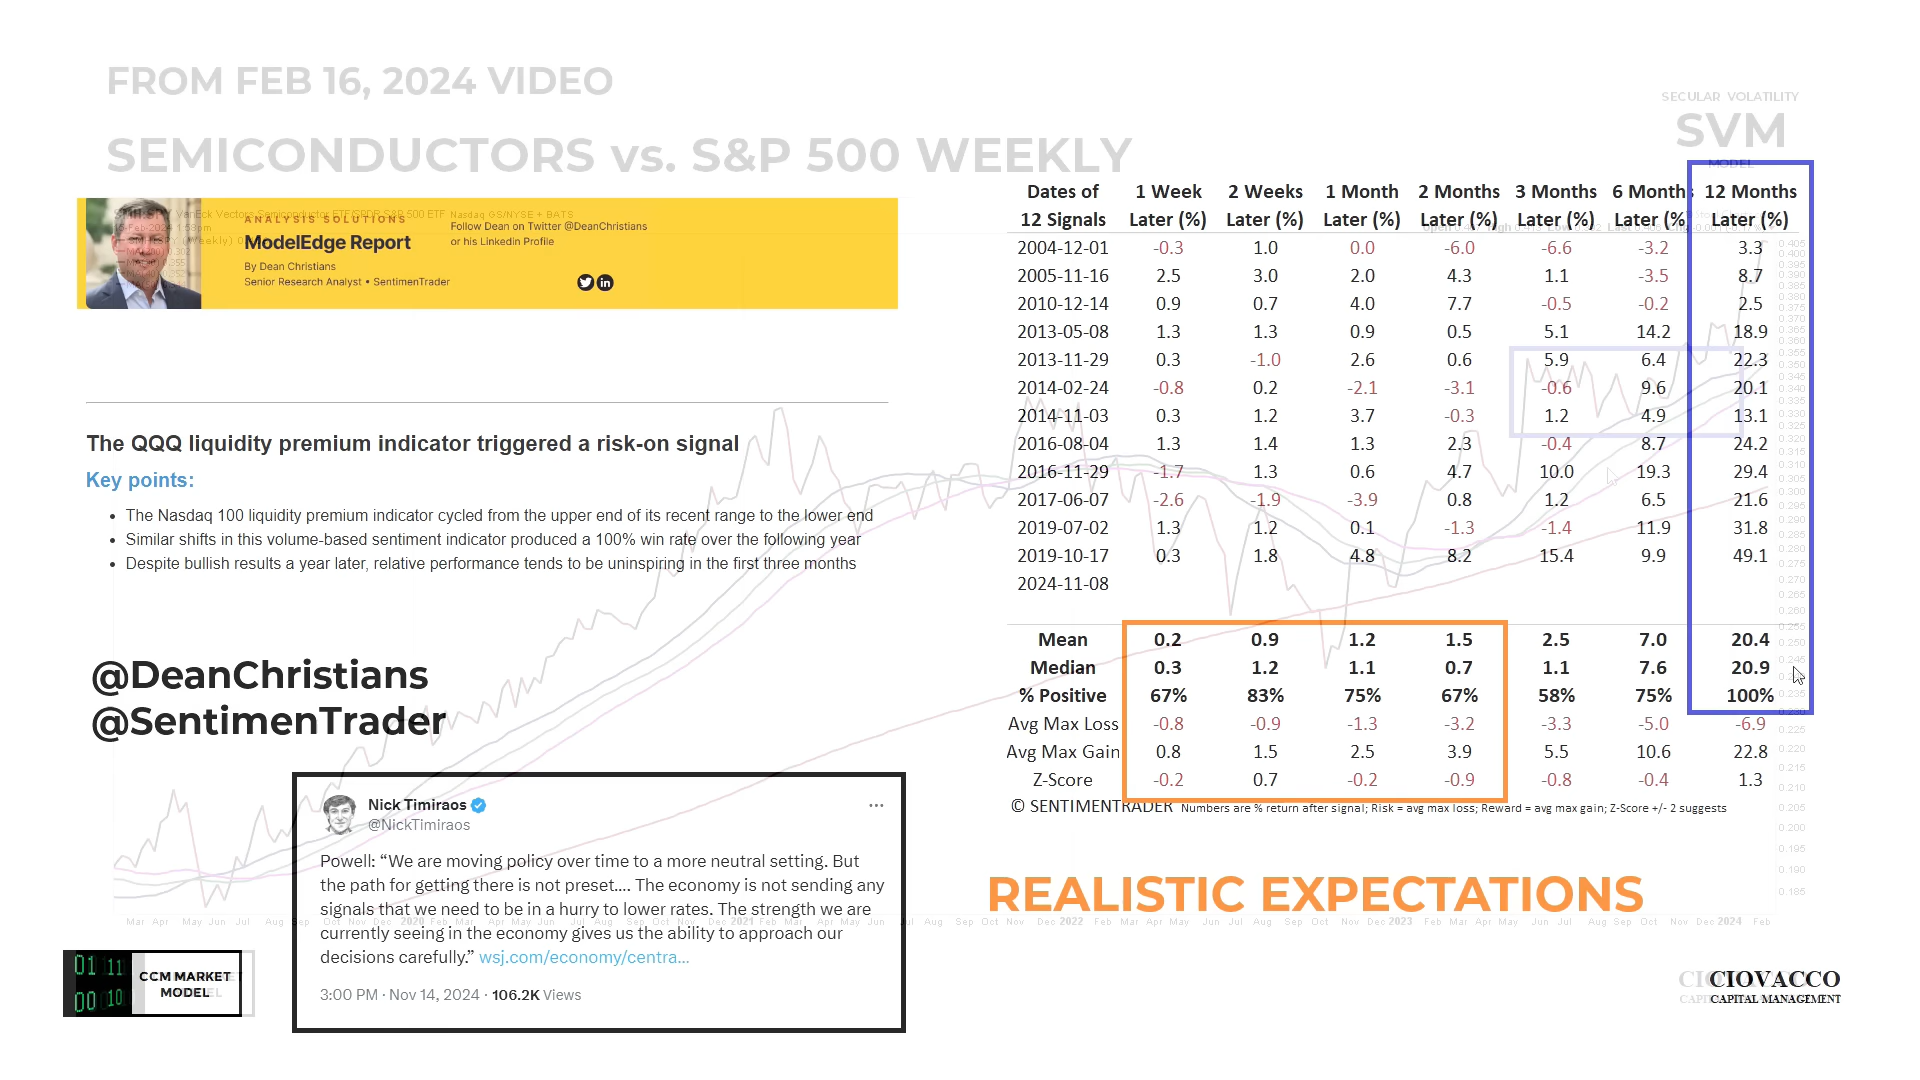 FROM FEB 16, 2024 VIDEO
SEMICONDUCTORS vs. S&P 500 WEEKLY
SECULAR VOLATILITY
SVM
MODEL
ANALYSIS SOLUTIONS
ModelEdge Report
By Dean Christians
Senior Research Analyst • SentimenTrader
Follow Dean on Twitter @DeanChristians
or his Linkedin Profile
The QQQ liquidity premium indicator triggered a risk-on signal
Key points:
• The Nasdaq 100 liquidity premium indicator cycled from the upper end of its recent range to the lower end
• Similar shifts in this volume-based sentiment indicator produced a 100% win rate over the following year
• Despite bullish results a year later, relative performance tends to be uninspiring in the first three months
@DeanChristians
@SentimenTrader
Nick Timiraos
@NickTimiraos
Powell: “We are moving policy over time to a more neutral setting. But
the path for getting there is not preset.... The economy is not sending any
signals that we need to be in a hurry to lower rates. The strength we are
currently seeing in the economy gives us the ability to approach our
decisions carefully.” wsj.com/economy/centra...
3:00 PM · Nov 14, 2024 · 106.2K Views
Dates of 1 Week 2 Weeks 1 Month 2 Months 3 Months 6 Months 12 Months
12 Signals Later (%) Later (%) Later (%) Later (%) Later (%) Later (%) Later (%)
2004-12-01 -0.3 1.0 0.0 -6.0 -6.6 -3.2 3.3
2005-11-16 2.5 3.0 2.0 4.3 1.1 -3.5 8.7
2010-12-14 0.9 0.7 4.0 7.7 -0.5 -0.2 2.5
2013-05-08 1.3 1.3 0.9 0.5 5.1 14.2 18.9
2013-11-29 0.3 -1.0 2.6 0.6 5.9 6.4 22.3
2014-02-24 -0.8 0.2 -2.1 -3.1 -0.6 9.6 20.1
2014-11-03 0.3 1.2 3.7 -0.3 1.2 4.9 13.1
2016-08-04 1.3 1.4 1.3 2.3 -0.4 8.7 24.2
2016-11-29 -1.7 1.3 0.6 4.7 10.0 19.3 29.4
2017-06-07 -2.6 -1.9 -3.9 0.8 1.2 6.5 21.6
2019-07-02 1.3 1.2 0.1 -1.3 -1.4 11.9 31.8
2019-10-17 0.3 1.8 4.8 8.2 15.4 9.9 49.1
2024-11-08
Mean 0.2 0.9 1.2 1.5 2.5 7.0 20.4
Median 0.3 1.2 1.1 0.7 1.1 7.6 20.9
% Positive 67% 83% 75% 67% 58% 75% 100%
Avg Max Loss -0.8 -0.9 -1.3 -3.2 -3.3 -5.0 -6.9
Avg Max Gain 0.8 1.5 2.5 3.9 5.5 10.6 22.8
Z-Score -0.2 0.7 -0.2 -0.9 -0.8 -0.4 1.3
© SENTIMENTRADER Numbers are % return after signal; Risk = avg max loss; Reward = avg max gain; Z-Score +/- 2 suggests
REALISTIC EXPECTATIONS
CCM MARKET
MODEL
CIOVACCO
CAPITAL MANAGEMENT